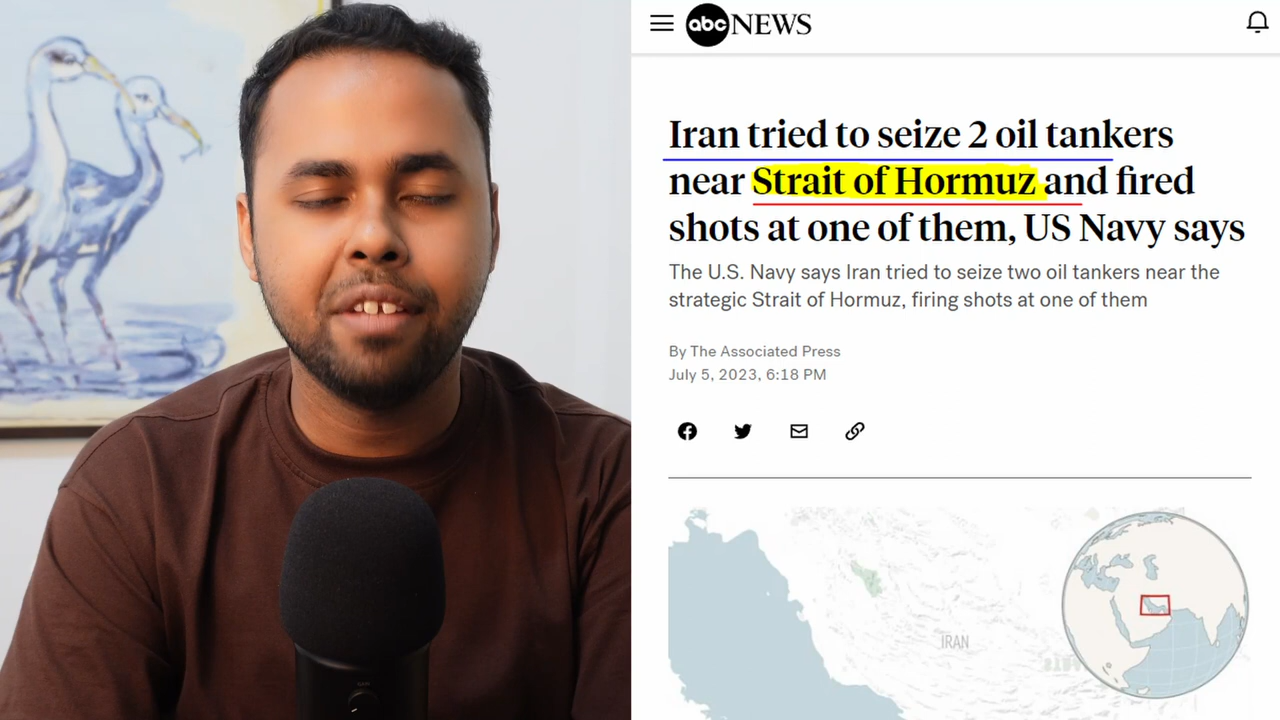 abc NEWS
Iran tried to seize 2 oil tankers
near Strait of Hormuz and fired
shots at one of them, US Navy says
The U.S. Navy says Iran tried to seize two oil tankers near the
strategic Strait of Hormuz, firing shots at one of them
By The Associated Press
July 5, 2023, 6:18 PM
IRAN